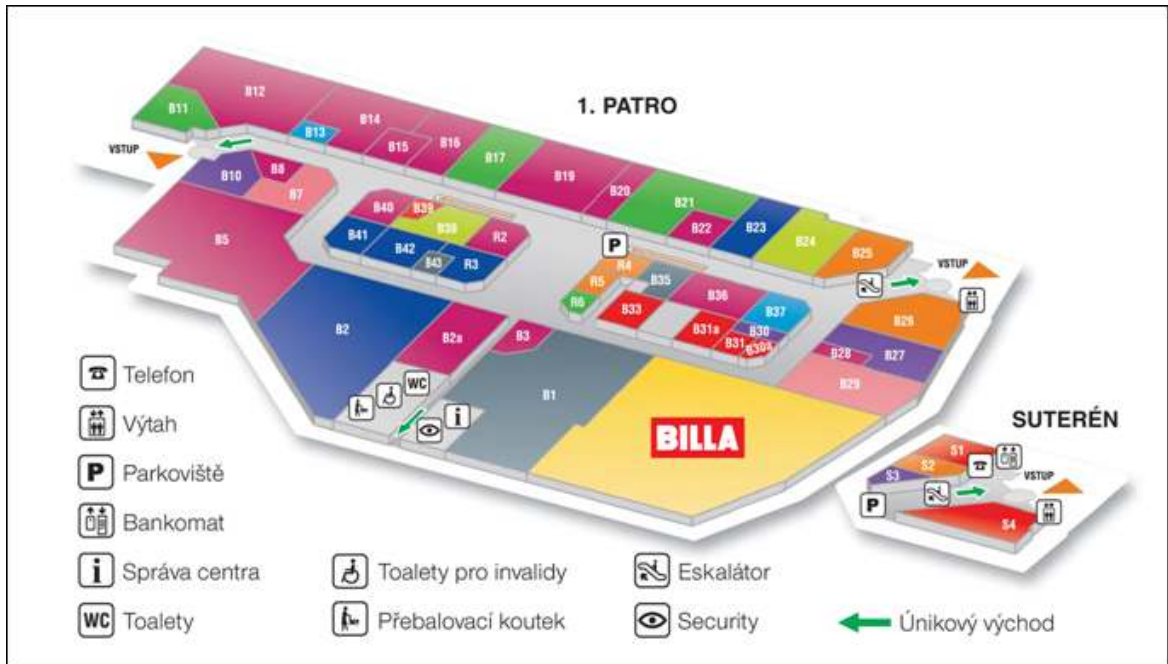 1. PATRO
B12
B11
B14
B13
B15
B16
B17
VSTUP
B19
B8
B10
B7
B20
B21
B22
B40
B39
B23
B38
R2
B24
B5
B41
B42
P
B25
VSTUP
B43
R3
R4
R5
B35
B36
R6
B37
B33
B26
B2
B31a
B30
B2a
B3
B31
B30A
B28
B27
B29
WC
B1
i
BILLA
SUTERÉN
S1
S2
S3
VSTUP
P
S4
Telefon
Výtah
P Parkoviště
Bankomat
i Správa centra
Toalety pro invalidy
Eskalátor
WC Toalety
Přebalovací koutek
Security
Únikový východ